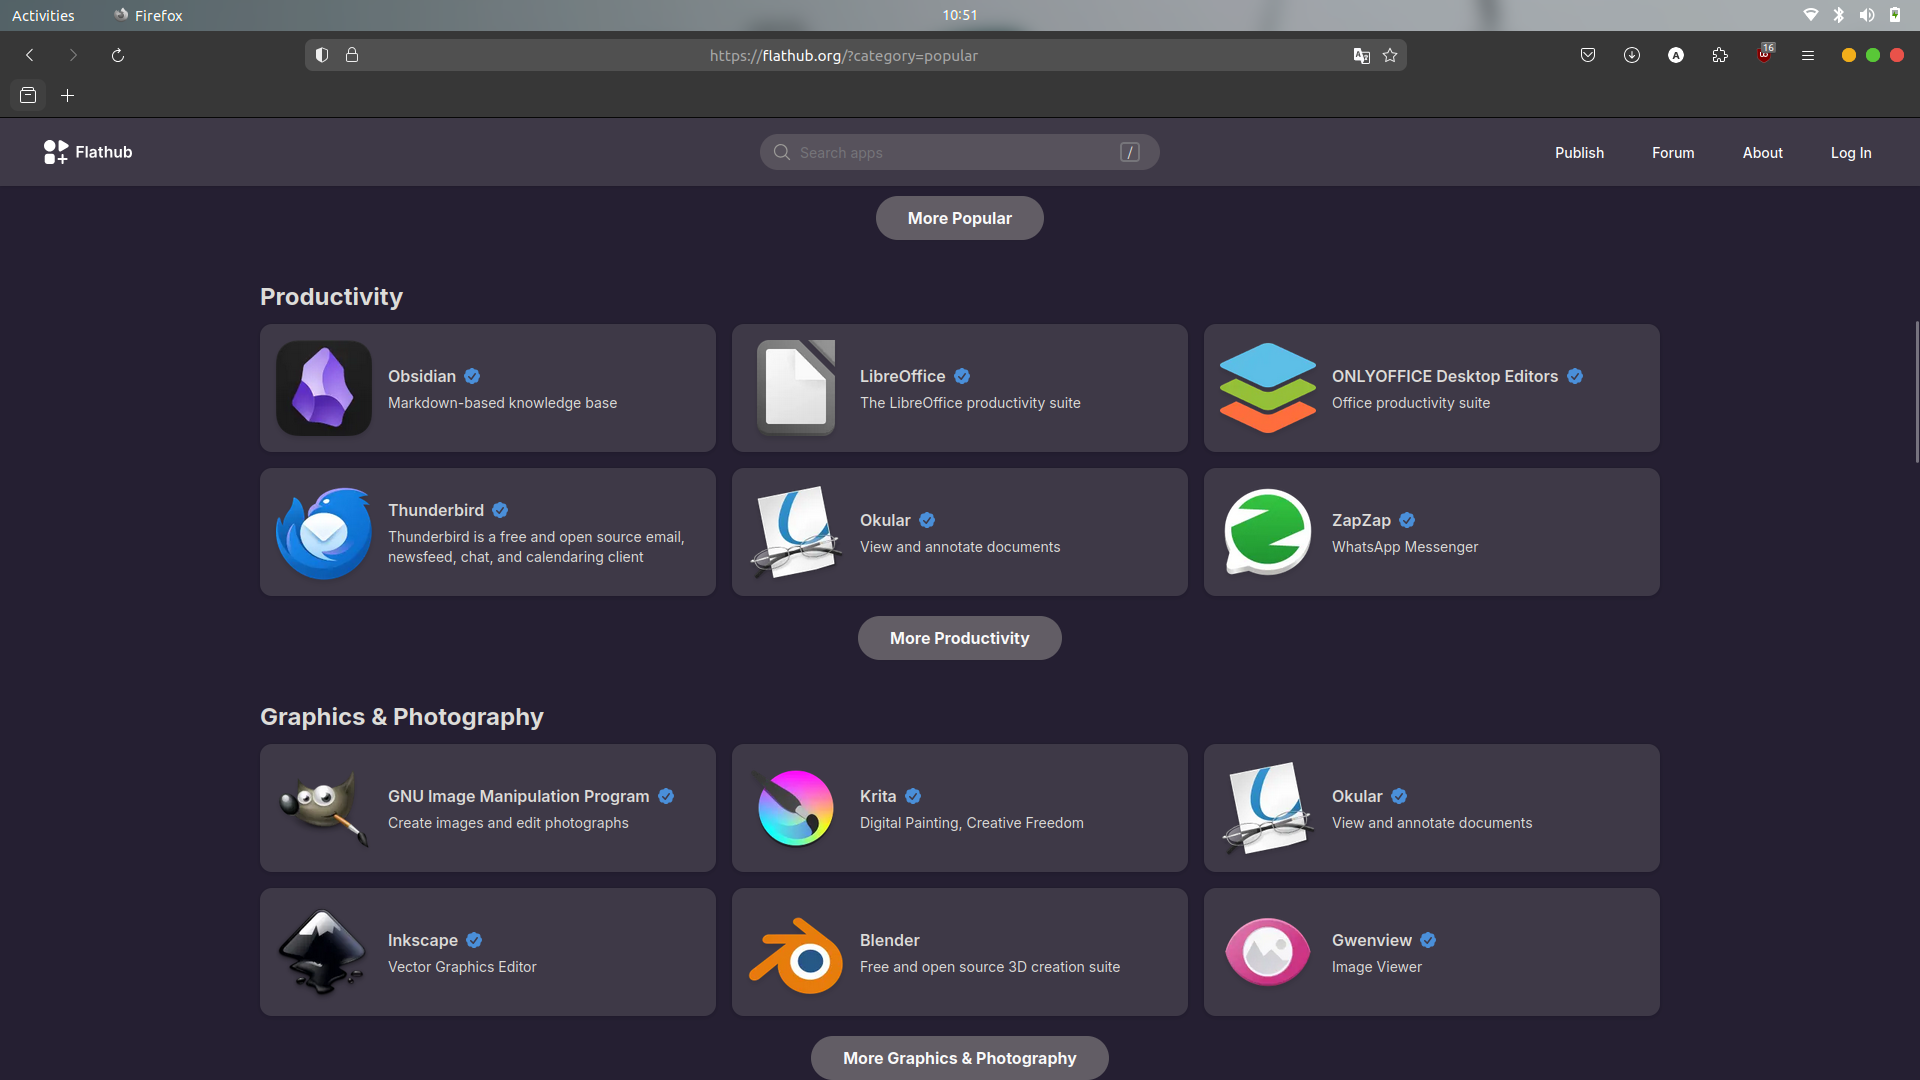 Activities Firefox 10:51
https://flathub.org/?category=popular 16
Flathub Search apps / Publish Forum About Log In
More Popular
Productivity
Obsidian
Markdown-based knowledge base
LibreOffice
The LibreOffice productivity suite
ONLYOFFICE Desktop Editors
Office productivity suite
Thunderbird
Thunderbird is a free and open source email,
newsfeed, chat, and calendaring client
Okular
View and annotate documents
ZapZap
WhatsApp Messenger
More Productivity
Graphics & Photography
GNU Image Manipulation Program
Create images and edit photographs
Krita
Digital Painting, Creative Freedom
Okular
View and annotate documents
Inkscape
Vector Graphics Editor
Blender
Free and open source 3D creation suite
Gwenview
Image Viewer
More Graphics & Photography